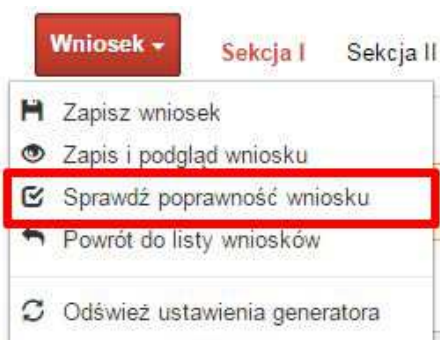 Wniosek Sekcja I Sekcja II
Zapisz wniosek
Zapis i podgląd wniosku
Sprawdź poprawność wniosku
Powrót do listy wniosków
Odśwież ustawienia generatora